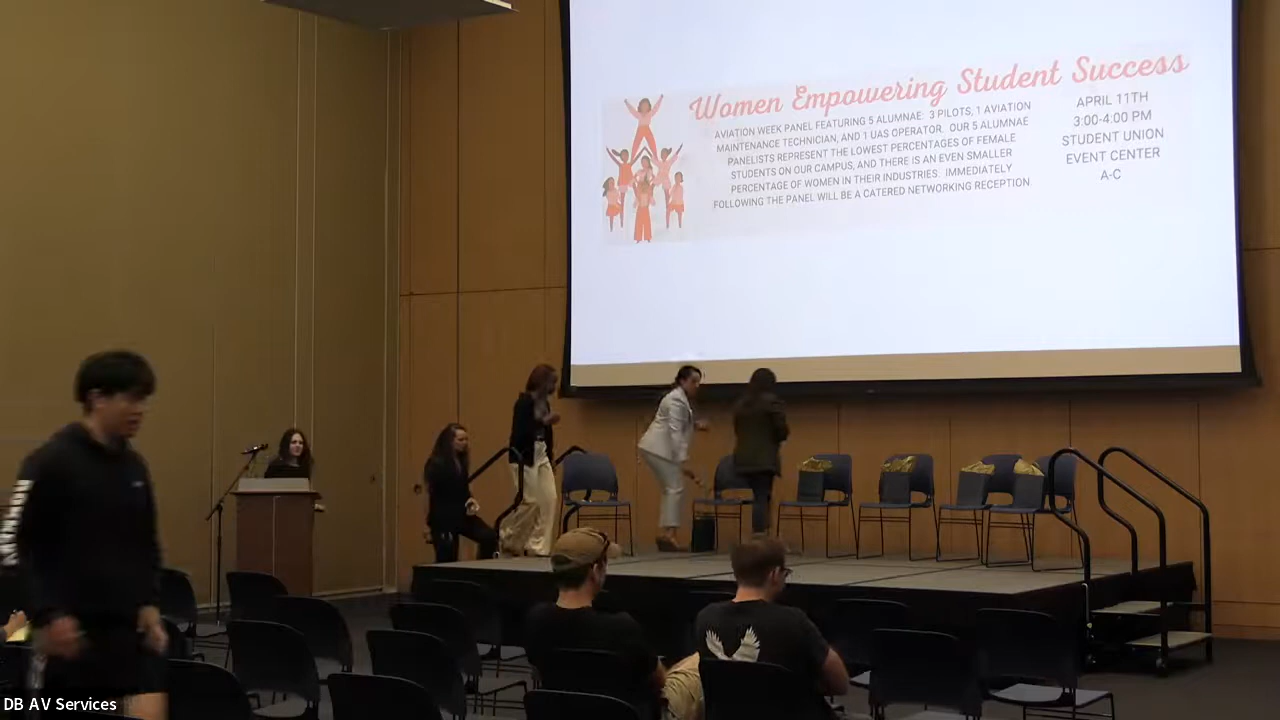 Women Empowering Student Success
AVIATION WEEK PANEL FEATURING 5 ALUMNAE: 3 PILOTS, 1 AVIATION
MAINTENANCE TECHNICIAN, AND 1 UAS OPERATOR. OUR 5 ALUMNAE
PANELISTS REPRESENT THE LOWEST PERCENTAGES OF FEMALE
STUDENTS ON OUR CAMPUS, AND THERE IS AN EVEN SMALLER
PERCENTAGE OF WOMEN IN THEIR INDUSTRIES. IMMEDIATELY
FOLLOWING THE PANEL WILL BE A CATERED NETWORKING RECEPTION.
APRIL 11TH
3:00-4:00 PM
STUDENT UNION
EVENT CENTER
A-C
DB AV Services